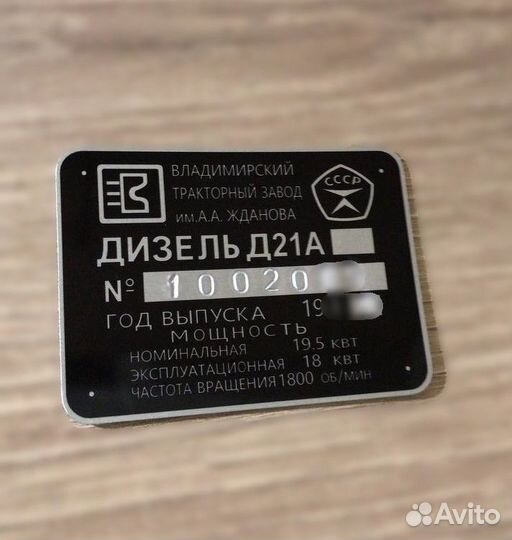 ВЛАДИМИРСКИЙ
ТРАКТОРНЫЙ ЗАВОД
ИМ.А.А. ЖДАНОВА
СССР
ДИЗЕЛЬ Д21А
№ 10020
ГОД ВЫПУСКА 19
МОЩНОСТЬ
НОМИНАЛЬНАЯ 19.5 КВТ
ЭКСПЛУАТАЦИОННАЯ 18 КВТ
ЧАСТОТА ВРАЩЕНИЯ 1800 ОБ/МИН
Avito